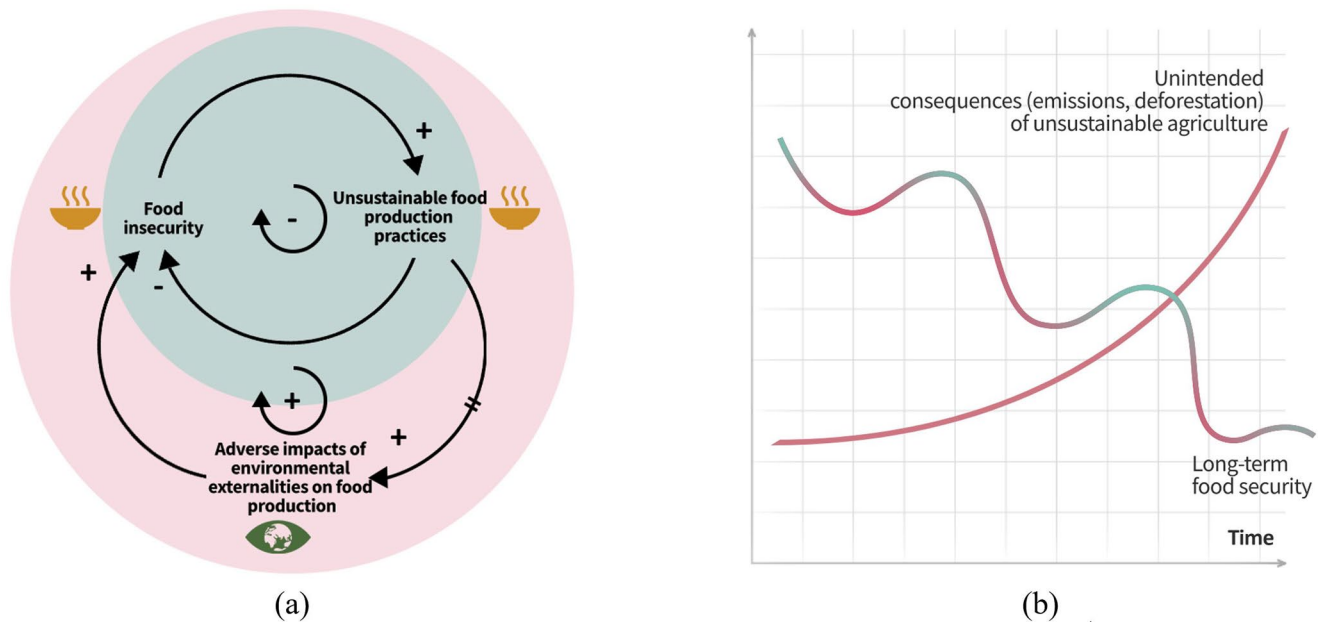 +
Food
insecurity
-
Unsustainable food
production
practices
+
-
+
+
Adverse impacts of
environmental
externalities on food
production
(a)
Unintended
consequences (emissions, deforestation)
of unsustainable agriculture
Long-term
food security
Time
(b)